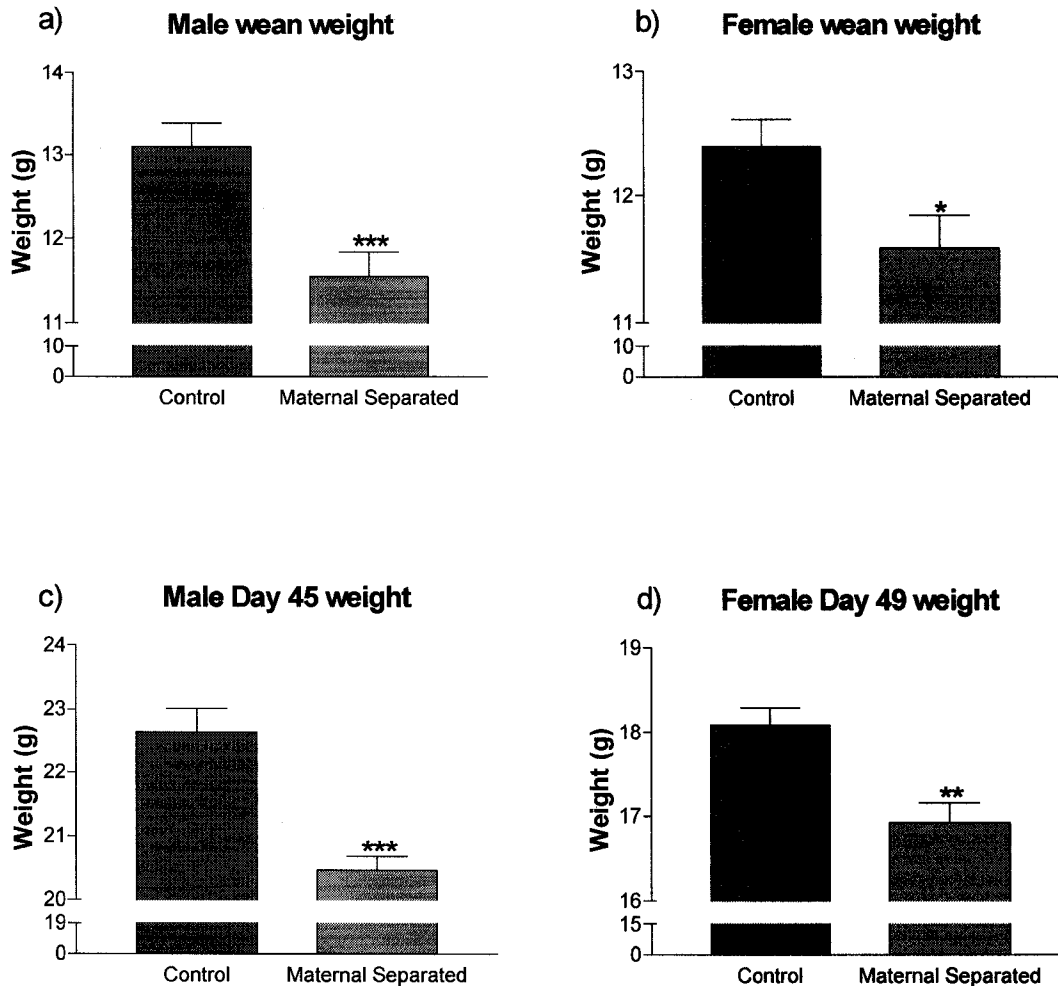 a) Male wean weight
Weight (g)
14
13
12
11
10
0
***
Control Maternal Separated
b) Female wean weight
Weight (g)
13
12
11
10
0
*
Control Maternal Separated
c) Male Day 45 weight
Weight (g)
24
23
22
21
20
19
0
***
Control Maternal Separated
d) Female Day 49 weight
Weight (g)
19
18
17
16
15
0
**
Control Maternal Separated